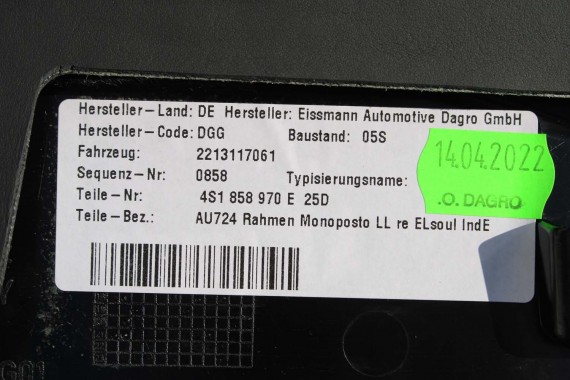 Hersteller-Land: DE Hersteller: Eissmann Automotive Dagro GmbH
Hersteller-Code: DGG Baustand: 05S
Fahrzeug: 2213117061
Sequenz-Nr: 0858 Typisierungsname:
Teile-Nr: 4S1 858 970 E 25D
Teile-Bez.: AU724 Rahmen Monoposto LL re ELsoul IndE
14.04.2022
.O. DAGRO